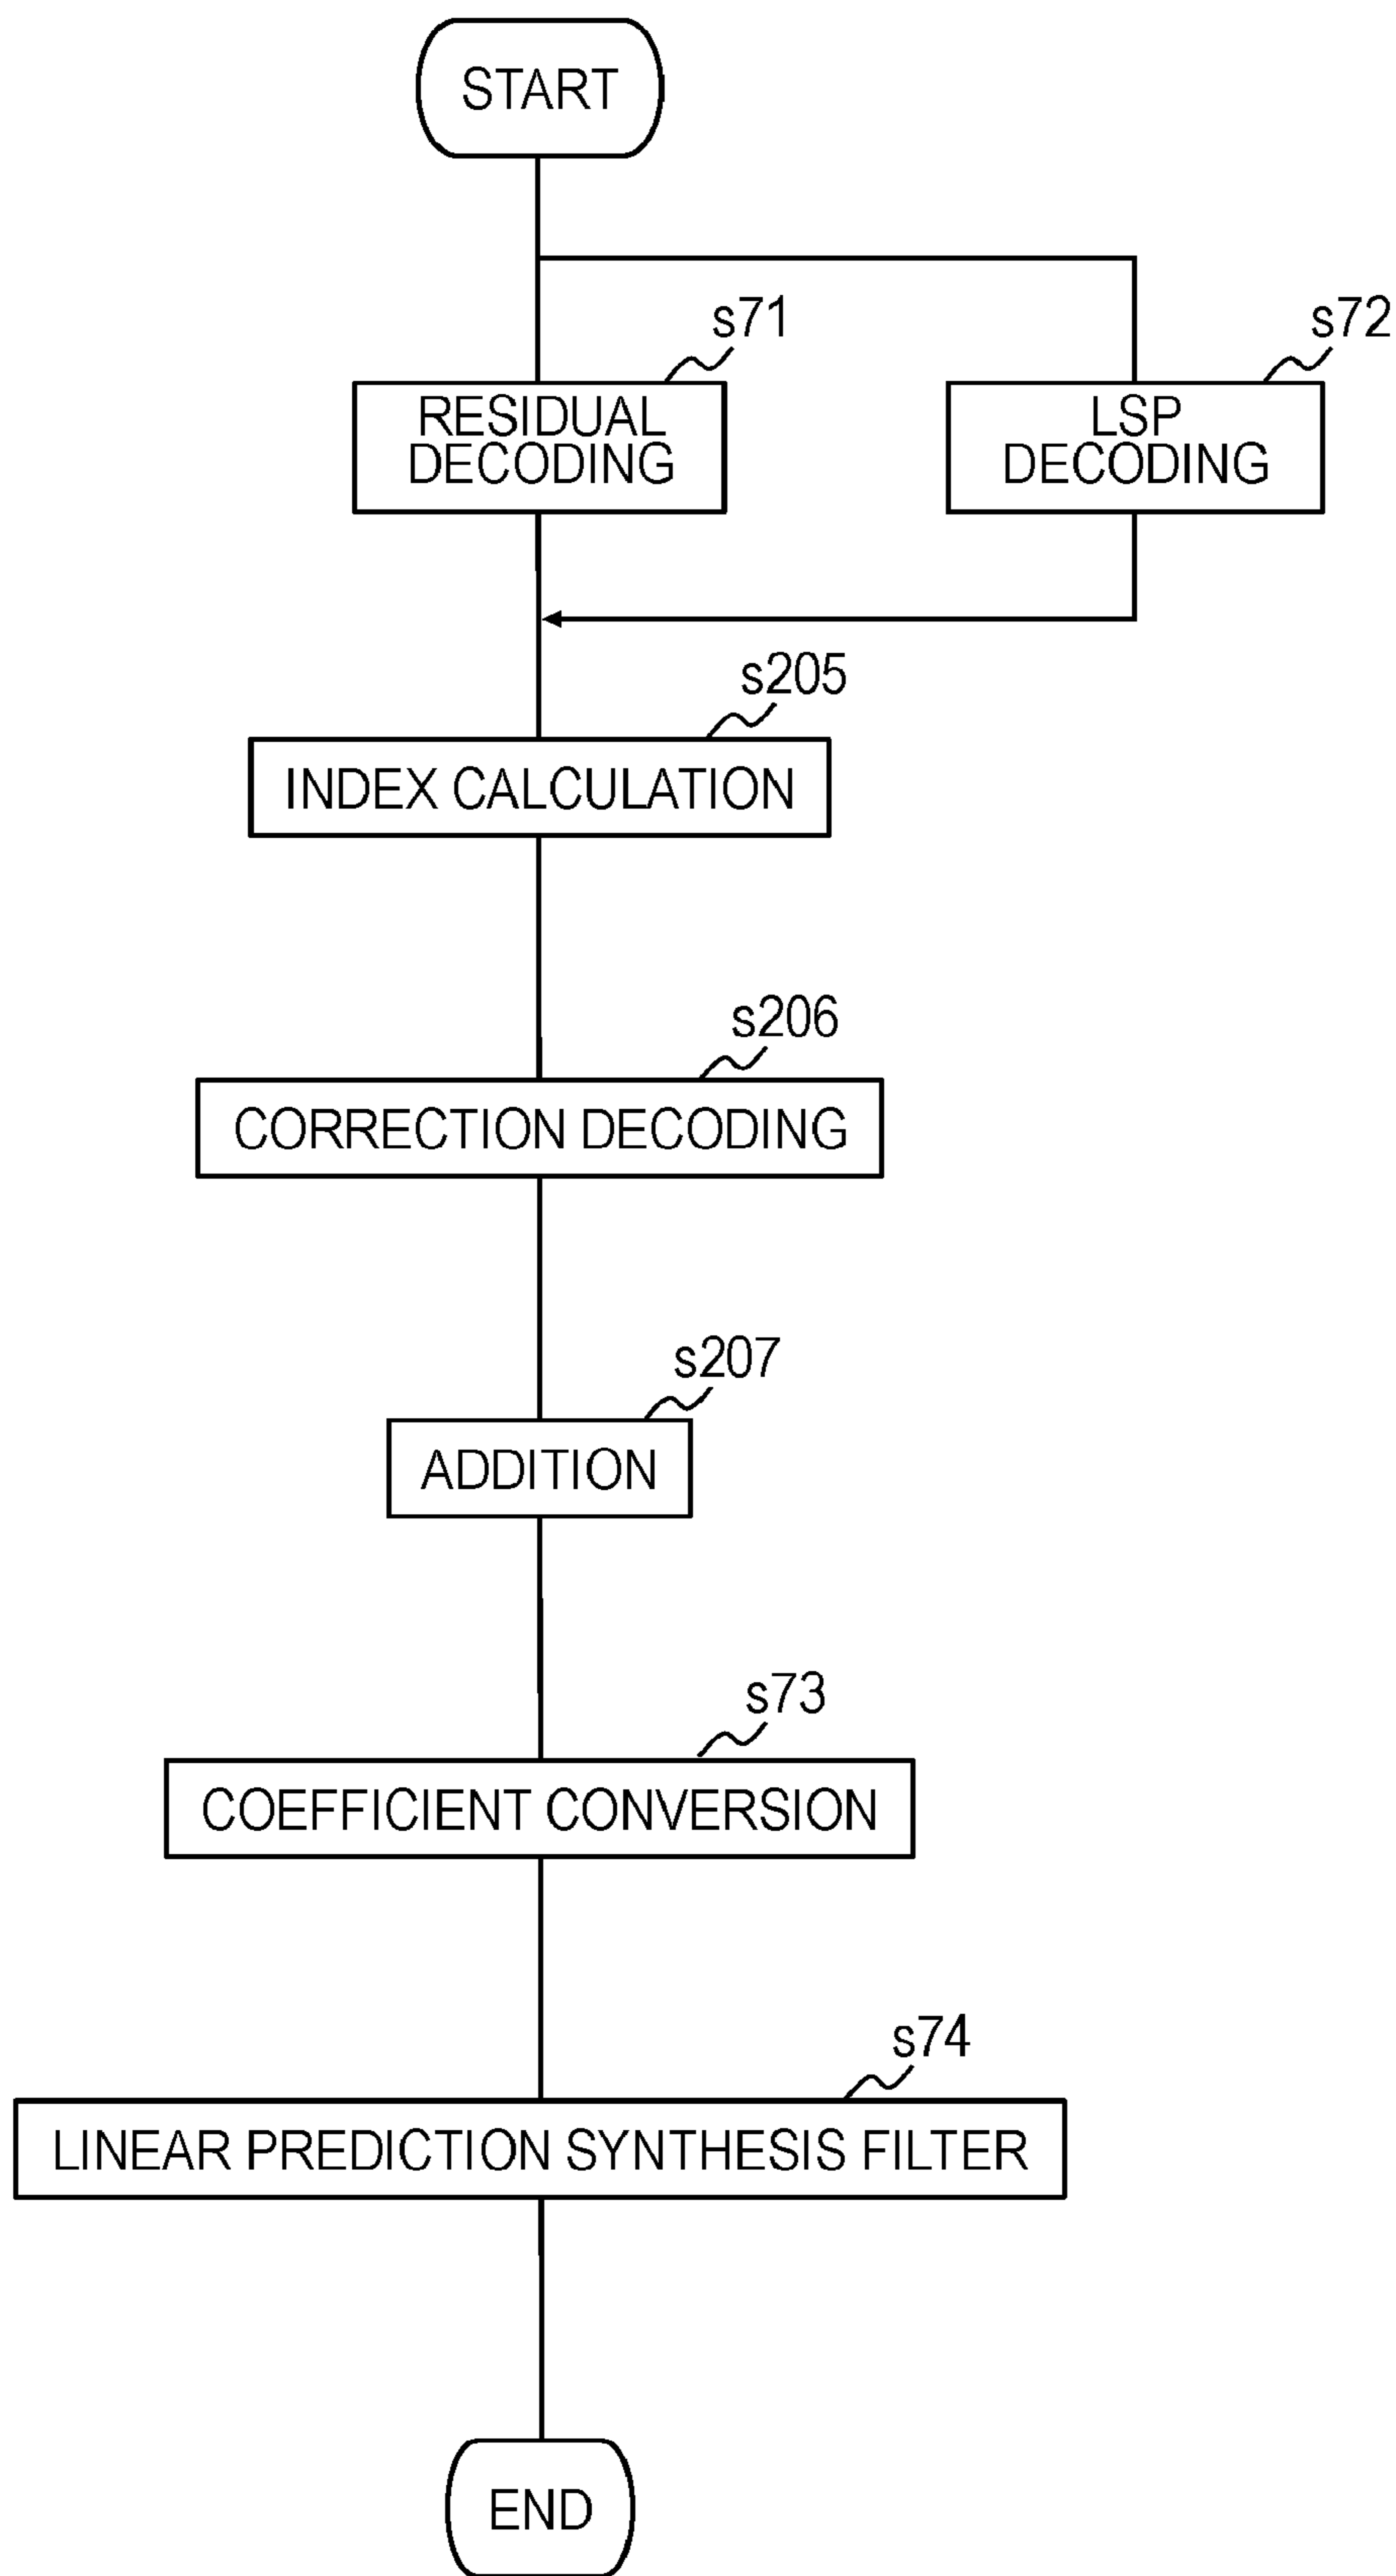 START
s71
s72
RESIDUAL
DECODING
LSP
DECODING
s205
INDEX CALCULATION
s206
CORRECTION DECODING
s207
ADDITION
s73
COEFFICIENT CONVERSION
s74
LINEAR PREDICTION SYNTHESIS FILTER
END